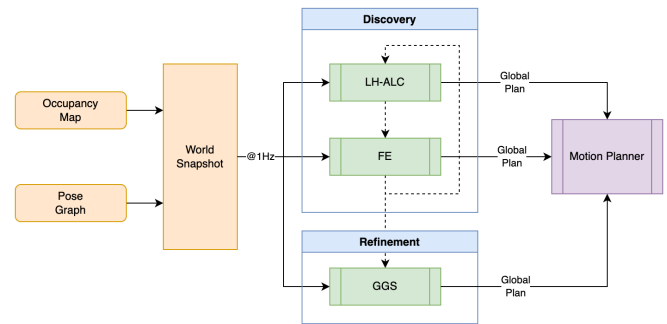 Discovery
LH-ALC
Global
Plan
Occupancy
Map
World
Snapshot
@1Hz
FE
Global
Plan
Motion Planner
Pose
Graph
Refinement
GGS
Global
Plan